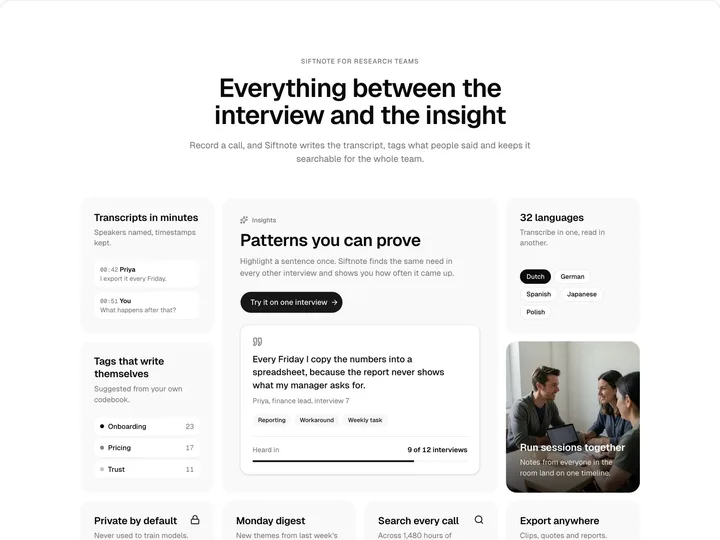 SIFTNOTE FOR RESEARCH TEAMS
Everything between the
interview and the insight
Record a call, and Siftnote writes the transcript, tags what people said and keeps it
searchable for the whole team.
Transcripts in minutes
Speakers named, timestamps
kept.
00:42 Priya
I export it every Friday.
00:51 You
What happens after that?
Tags that write
themselves
Suggested from your own
codebook.
Onboarding 23
Pricing 17
Trust 11
Insights
Patterns you can prove
Highlight a sentence once. Siftnote finds the same need in
every other interview and shows you how often it came up.
Try it on one interview →
Every Friday I copy the numbers into a
spreadsheet, because the report never shows
what my manager asks for.
Priya, finance lead, interview 7
Reporting Workaround Weekly task
Heard in 9 of 12 interviews
32 languages
Transcribe in one, read in
another.
Dutch German
Spanish Japanese
Polish
Run sessions together
Notes from everyone in the
room land on one timeline.
Private by default
Never used to train models.
Monday digest
New themes from last week's
Search every call
Across 1,480 hours of
Export anywhere
Clips, quotes and reports.